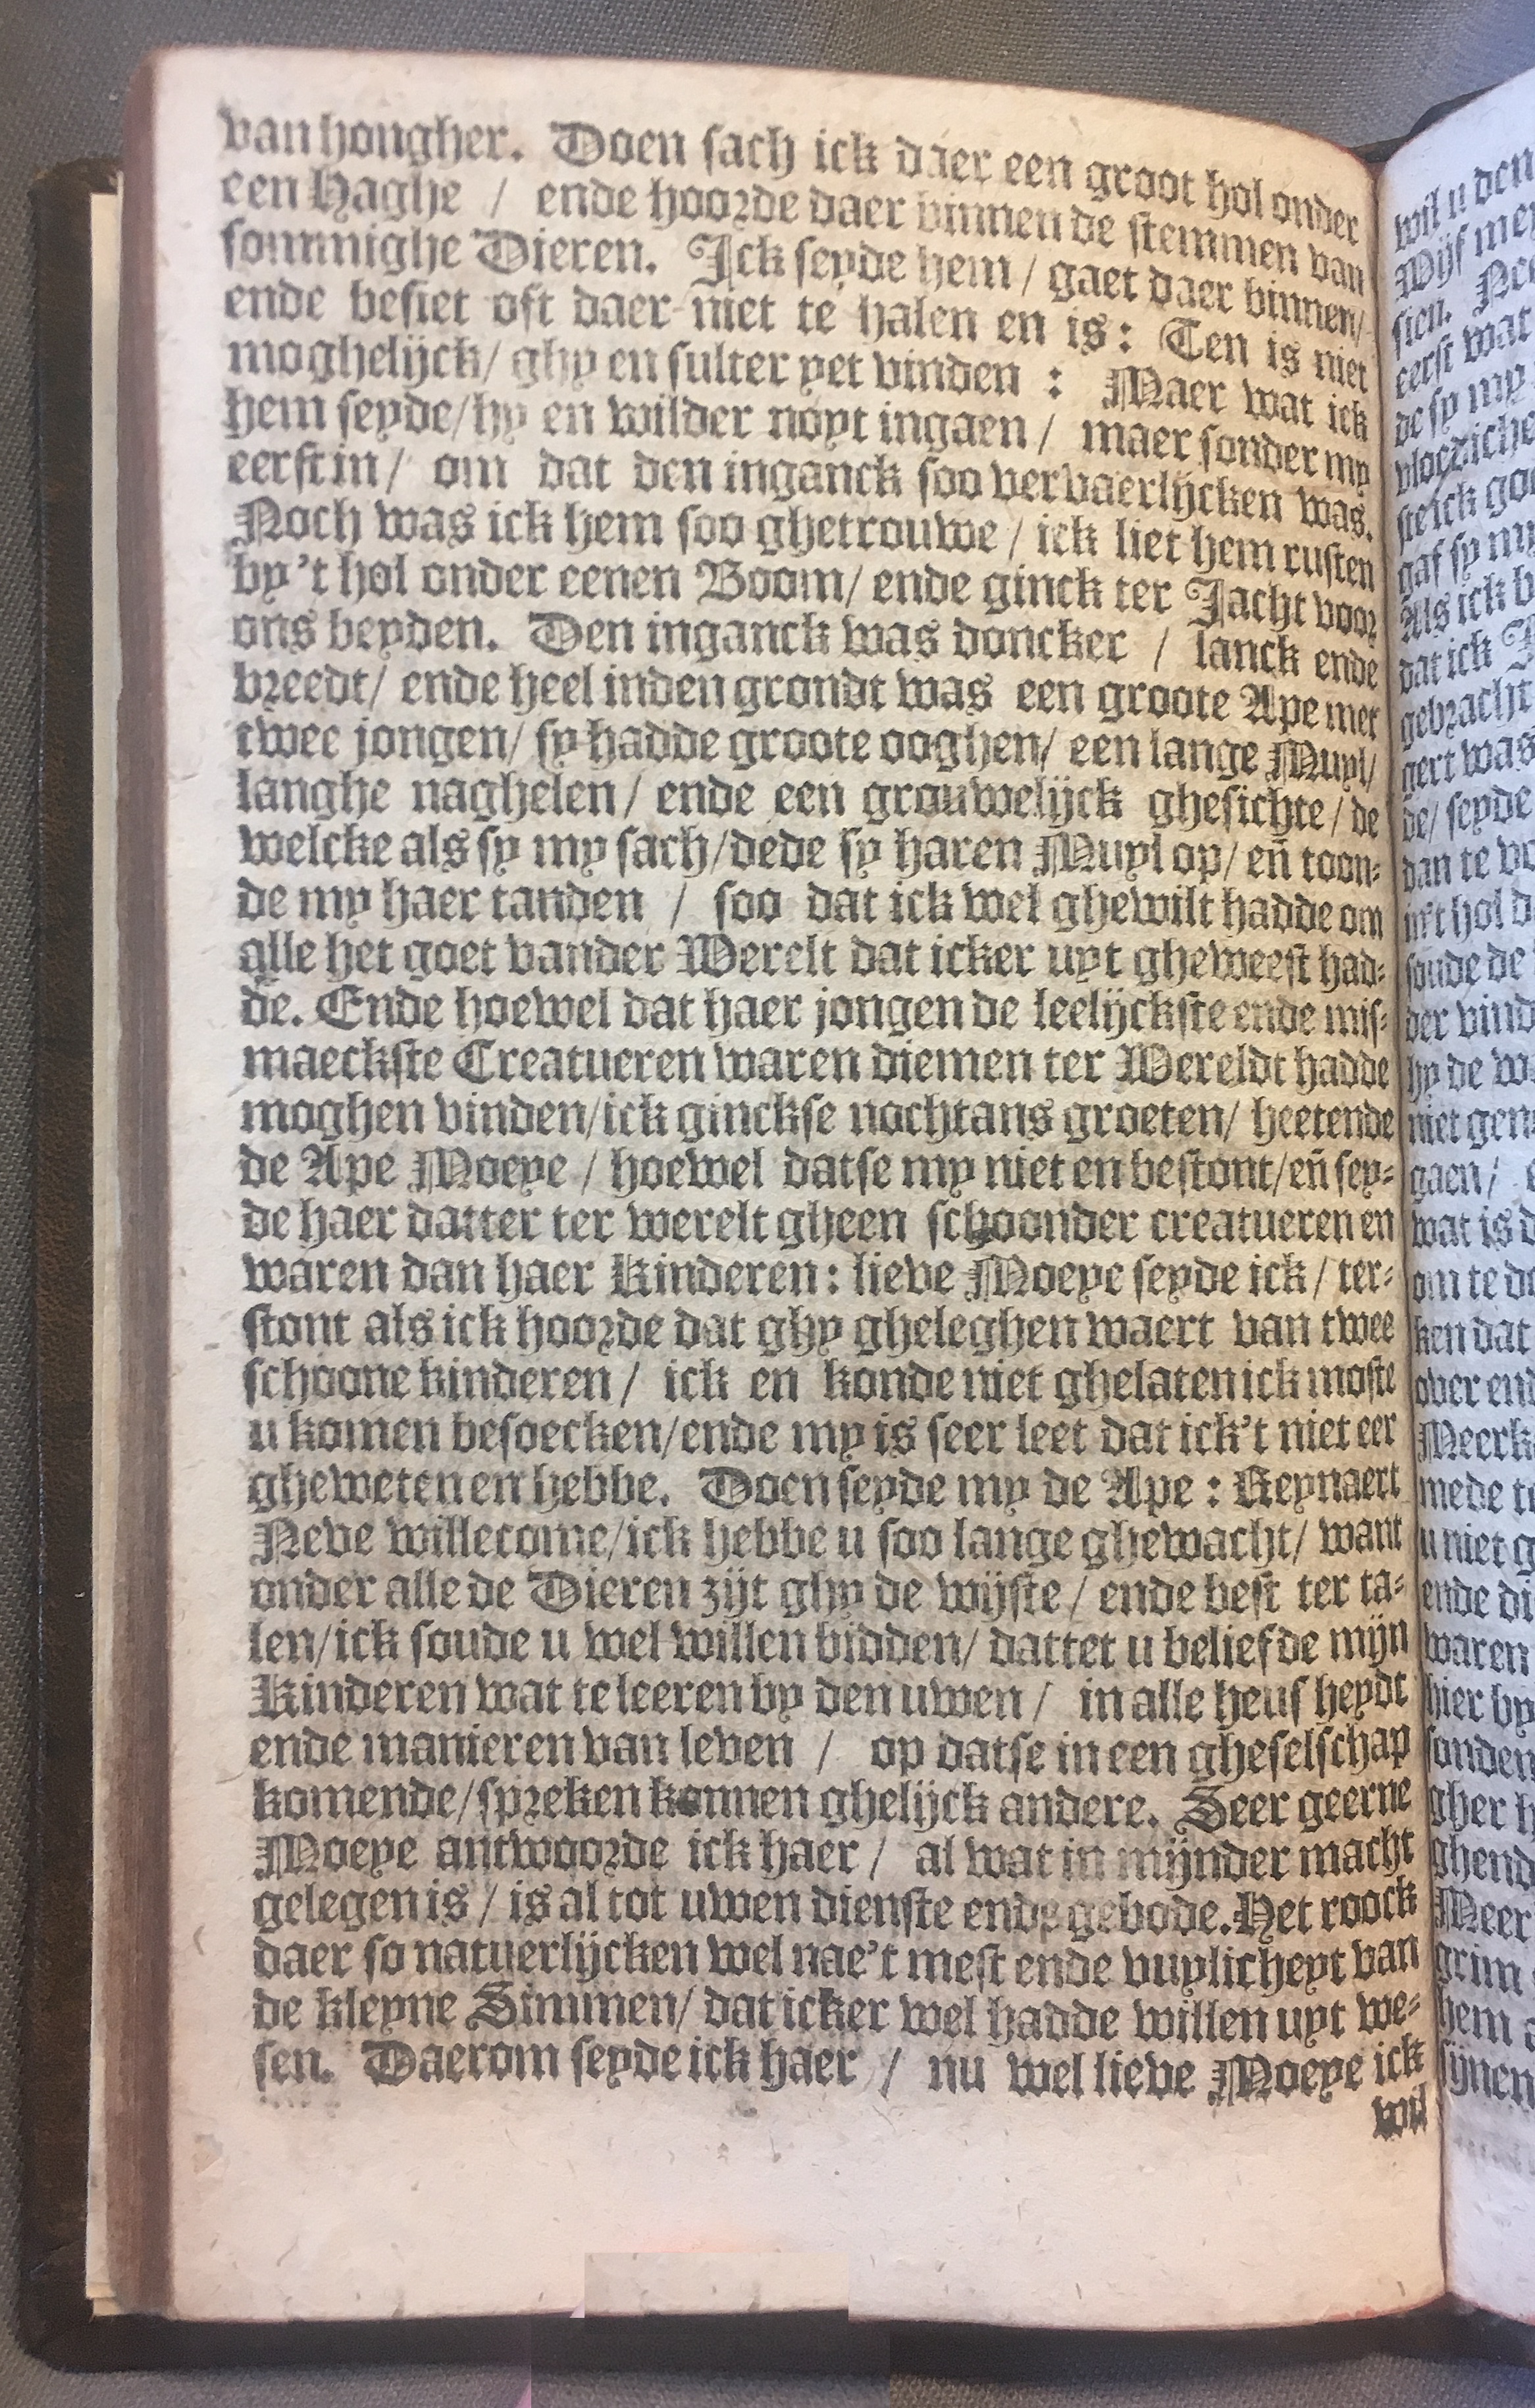 van hongher. Doen sach ick daer een groot hol onder
een Haghe / ende hoorde daer binnen de stemmen van
sommighe Dieren. Ick seyde hem / gaet daer binnen/
ende besiet oft daer niet te halen en is: Ten is niet
moghelijck/ ghy en sulter yet vinden : Maer wat ick
hem seyde/hy en wilder noyt ingaen / maer sonder my
eerst in / om dat den inganck soo vervaerlijcken was.
Noch was ick hem soo ghetrouwe / ick liet hem rusten
by 't hol onder eenen Boom/ ende ginck ter Jacht voor
ons beyden. Den inganck was doncker / lanck ende
breedt/ ende heel inden grondt was een groote Ape met
twee jongen/ sy hadde groote ooghen/ een lange Muyl/
langhe naghelen / ende een grouwelijck ghesichte / de
welcke als sy my sach/dede sy haren Muyl op/ eñ toon-
de my haer tanden / soo dat ick wel ghewilt hadde om
alle het goet vander Werelt dat icker uyt gheweest had-
de. Ende hoewel dat haer jongen de leelijckste ende mis-
maeckste Creatueren waren diemen ter Wereldt hadde
moghen vinden/ick ginckse nochtans groeten/ heetende
de Ape Moeye / hoewel datse my niet en bestont/eñ sey-
de haer datter ter werelt gheen schoonder creatueren en
waren dan haer Kinderen: lieve Moeye seyde ick / ter-
stont als ick hoorde dat ghy gheleghen waert van twee
schoone kinderen / ick en konde niet ghelaten ick moste
u komen besoecken/ende my is seer leet dat ick't niet eer
gheweten en hebbe. Doen seyde my de Ape : Reynaert
Neve willecome/ick hebbe u soo lange ghewacht/ want
onder alle de Dieren zijt ghy de wijste / ende best ter ta-
len/ick soude u wel willen bidden/ dattet u beliefde mijn
Kinderen wat te leeren by den uwen / in alle heus heydt
ende manieren van leven / op datse in een gheselschap
komende/spreken konnen ghelijck andere. Seer geerne
Moeye antwoorde ick haer / al wat in mijnder macht
gelegen is / is al tot uwen dienste ende gebode. Het roock
daer so natuerlijcken wel nae't mest ende vuylicheyt van
de kleyne Simmen/ dat icker wel hadde willen uyt we-
sen. Daerom seyde ick haer / nu wel lieve Moeye ick
wil